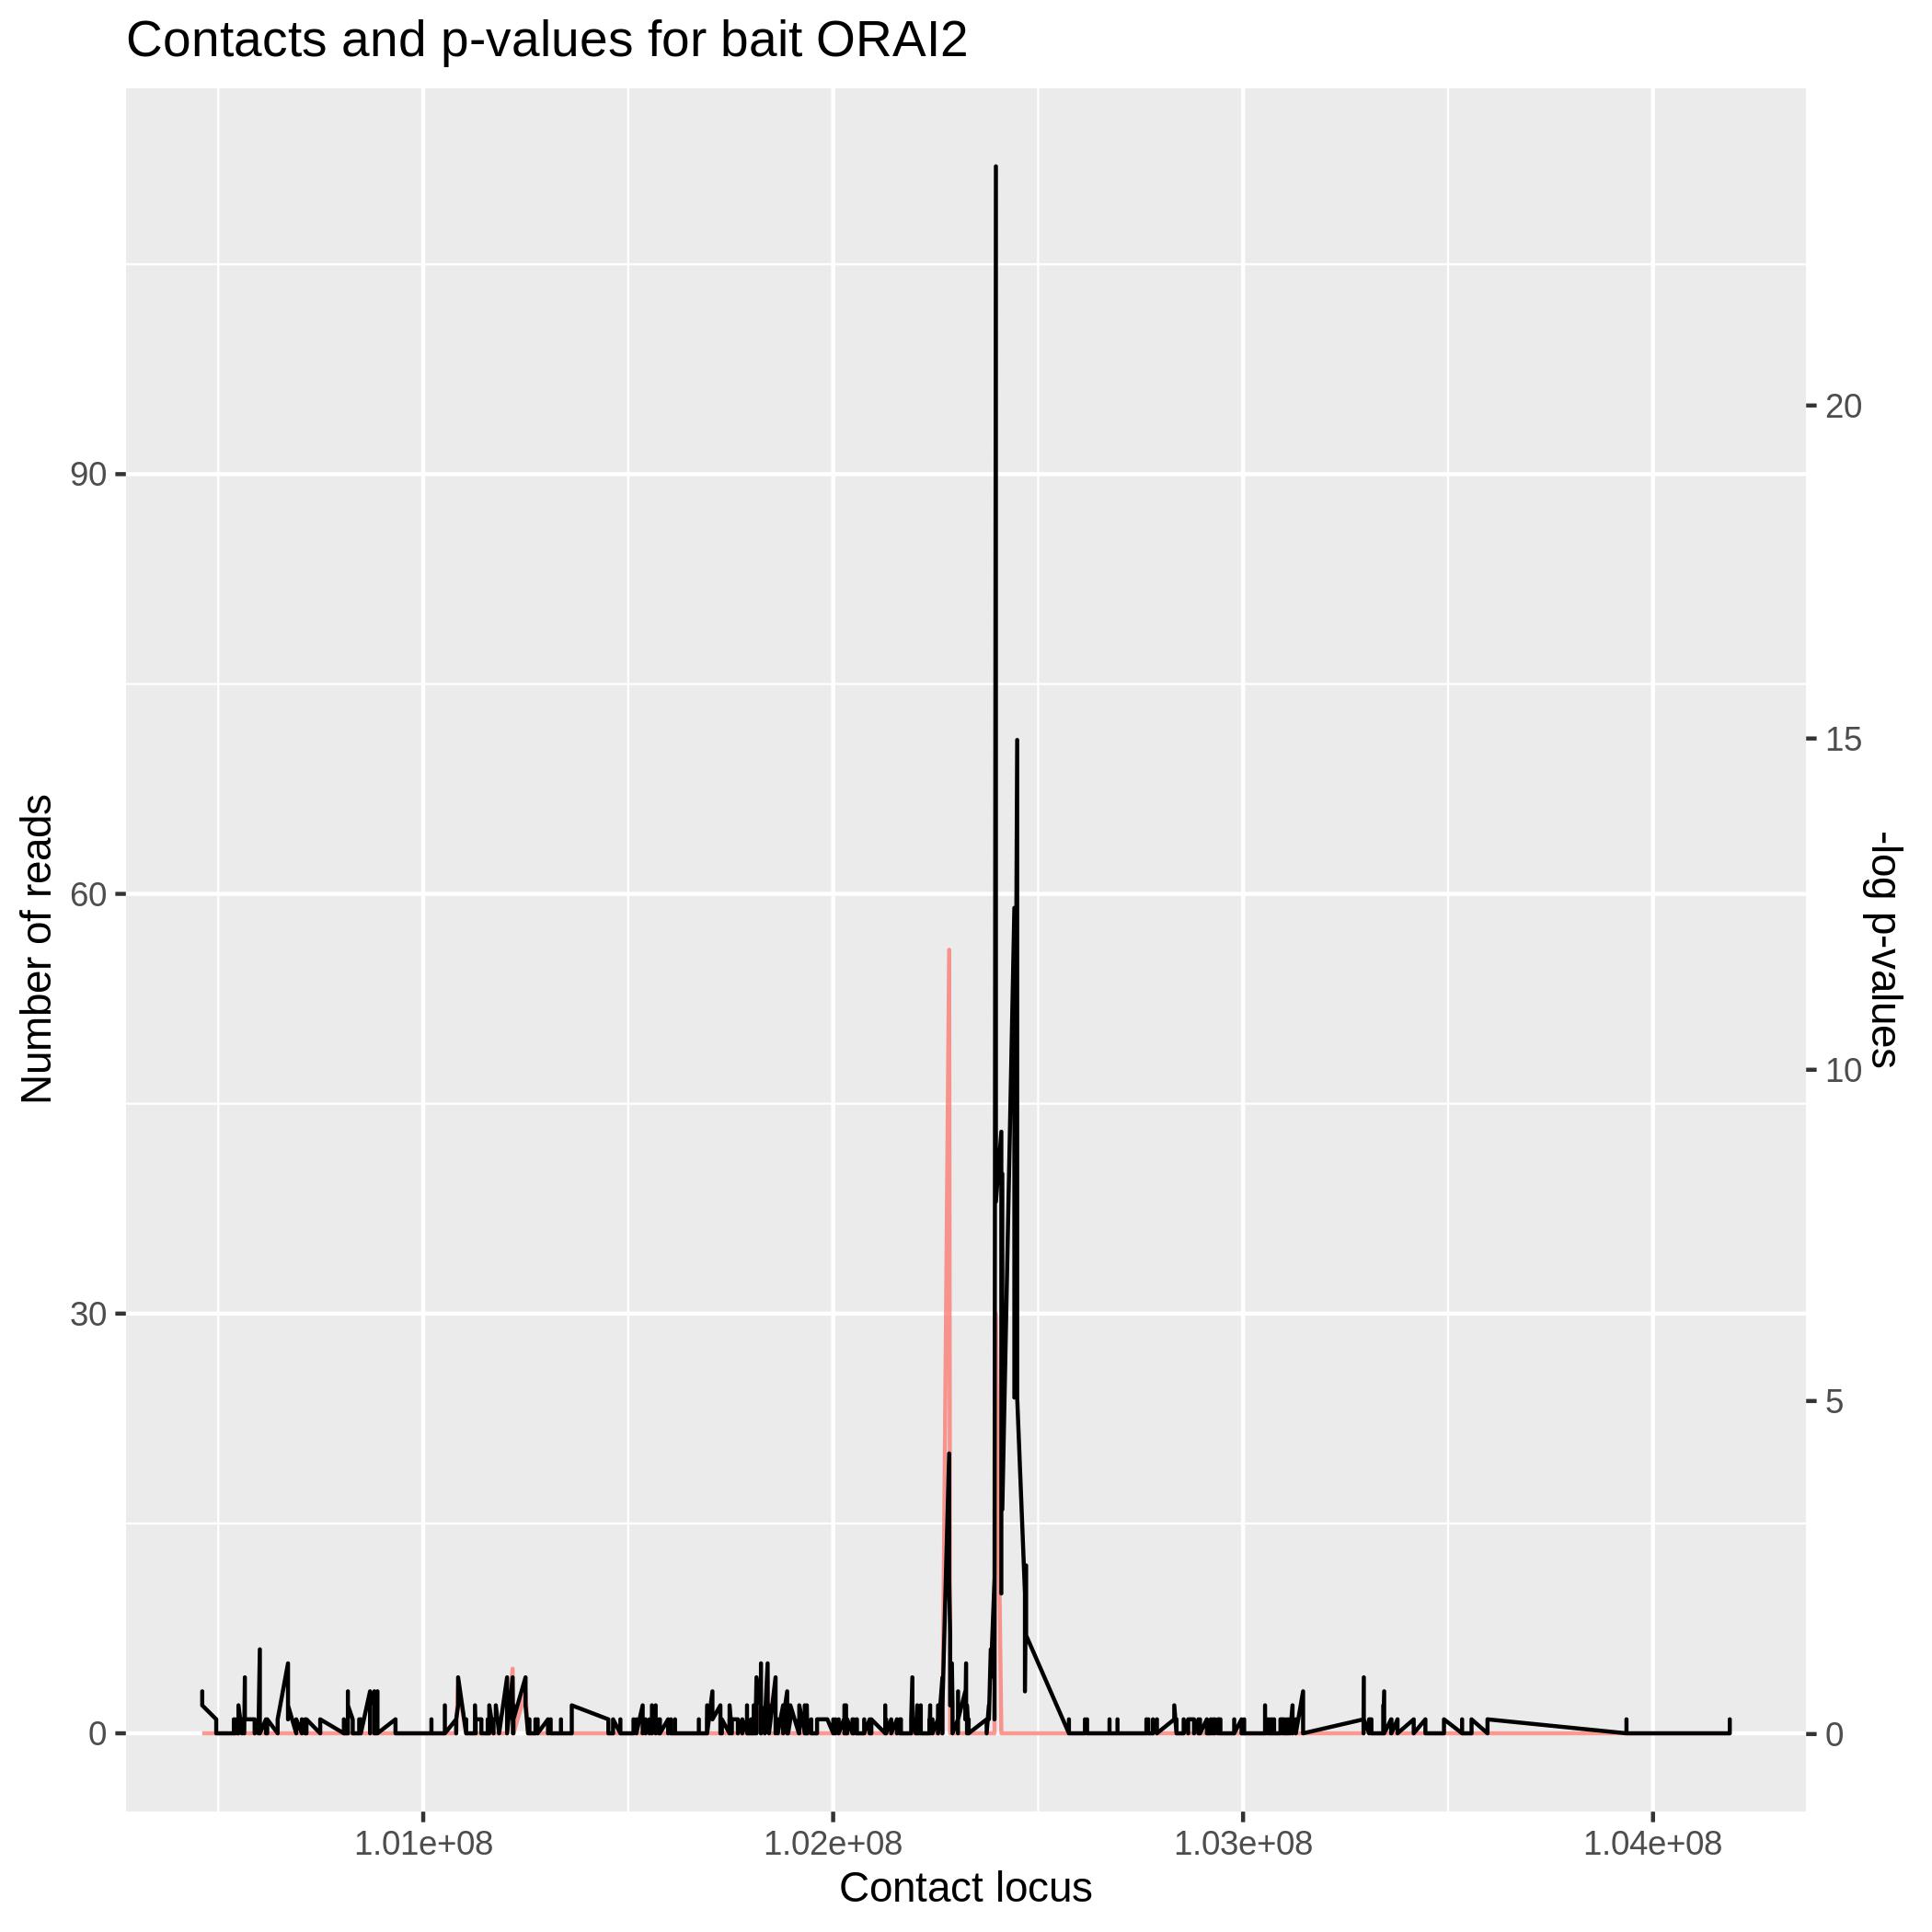 Contacts and p-values for bait ORAI2
Number of reads
90
60
30
0
20
15
10
5
0
-log p-values
1.01e+08
1.02e+08
1.03e+08
1.04e+08
Contact locus